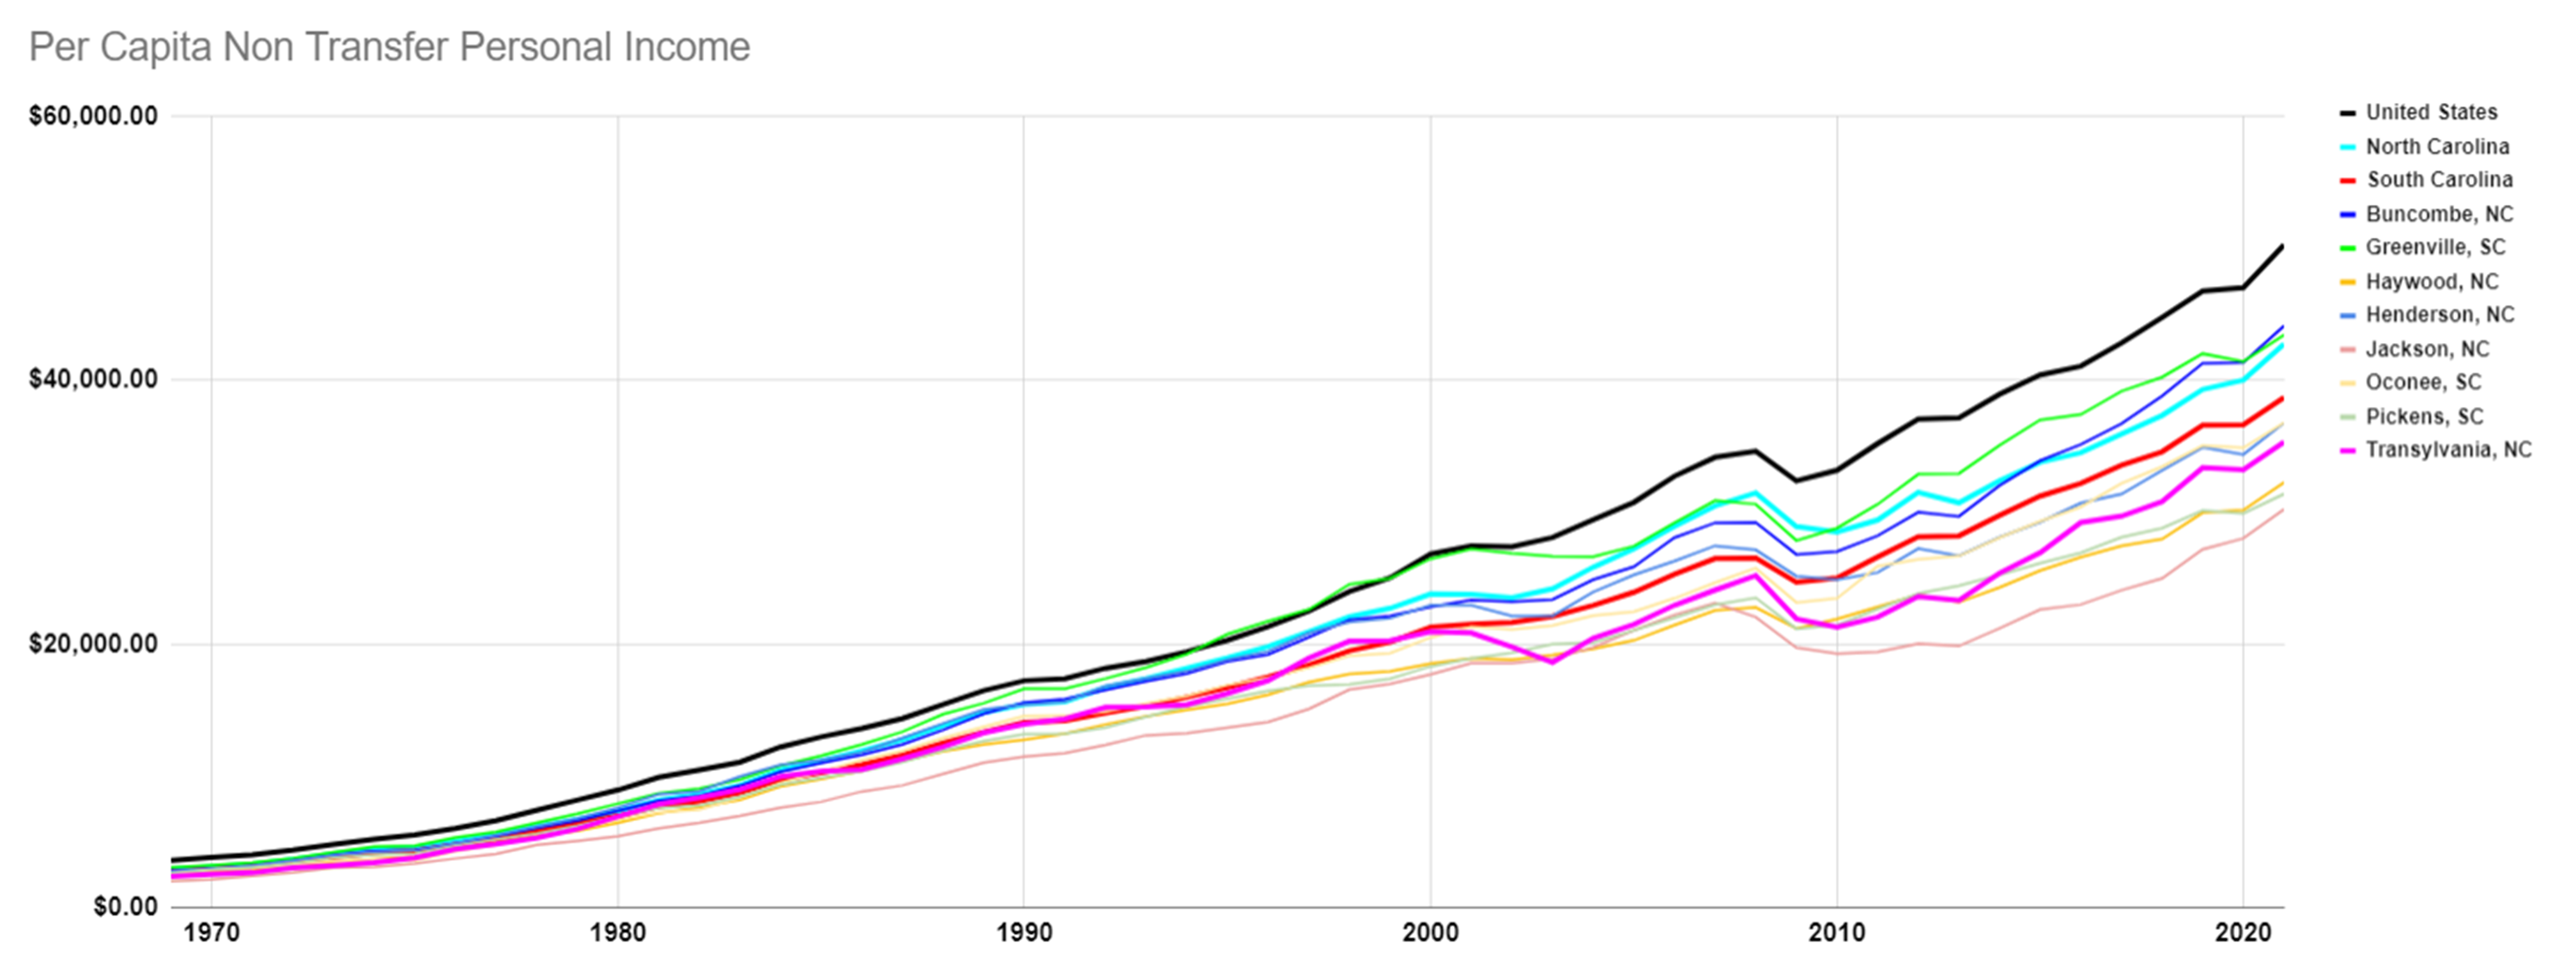 Per Capita Non Transfer Personal Income
$60,000.00
$40,000.00
$20,000.00
$0.00
1970 1980 1990 2000 2010 2020
United States
North Carolina
South Carolina
Buncombe, NC
Greenville, SC
Haywood, NC
Henderson, NC
Jackson, NC
Oconee, SC
Pickens, SC
Transylvania, NC